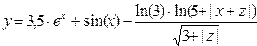 y = 3,5 · e^x + sin(x) − (ln(3) · ln(5+|x+z|)) / √(3+|z|)